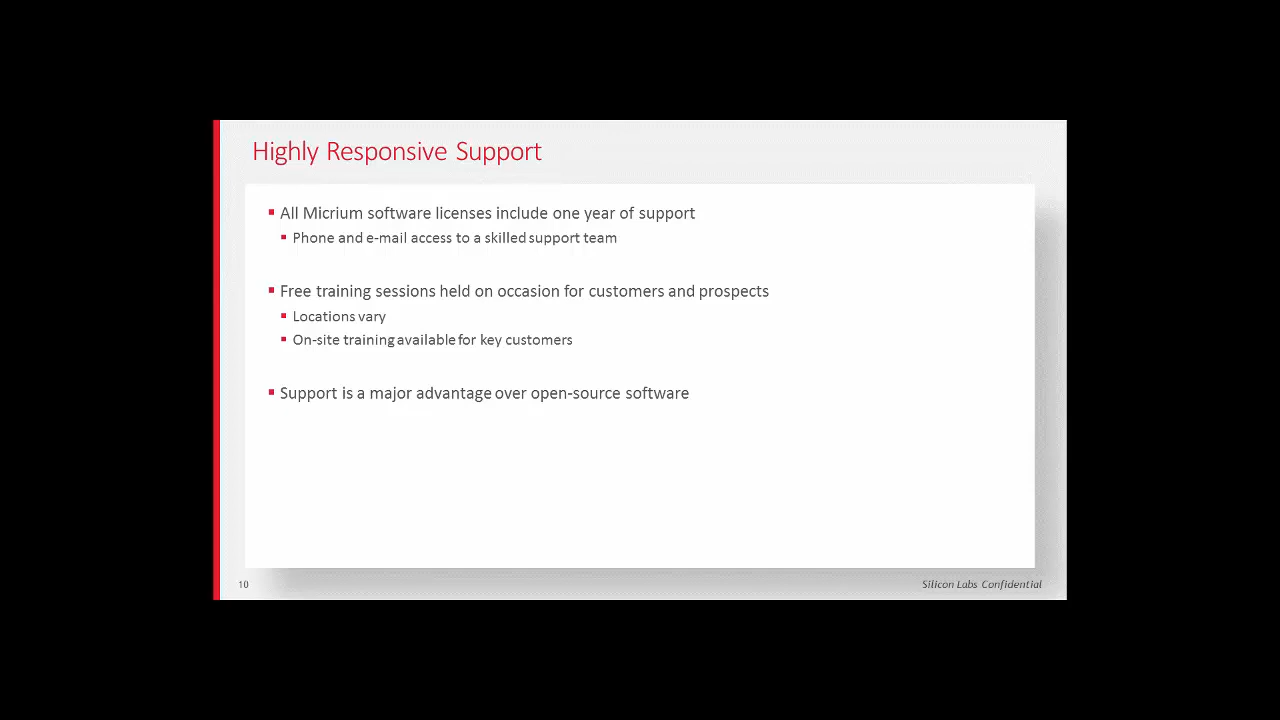 Highly Responsive Support
All Micrium software licenses include one year of support
Phone and e-mail access to a skilled support team
Free training sessions held on occasion for customers and prospects
Locations vary
On-site training available for key customers
Support is a major advantage over open-source software
10
Silicon Labs Confidential